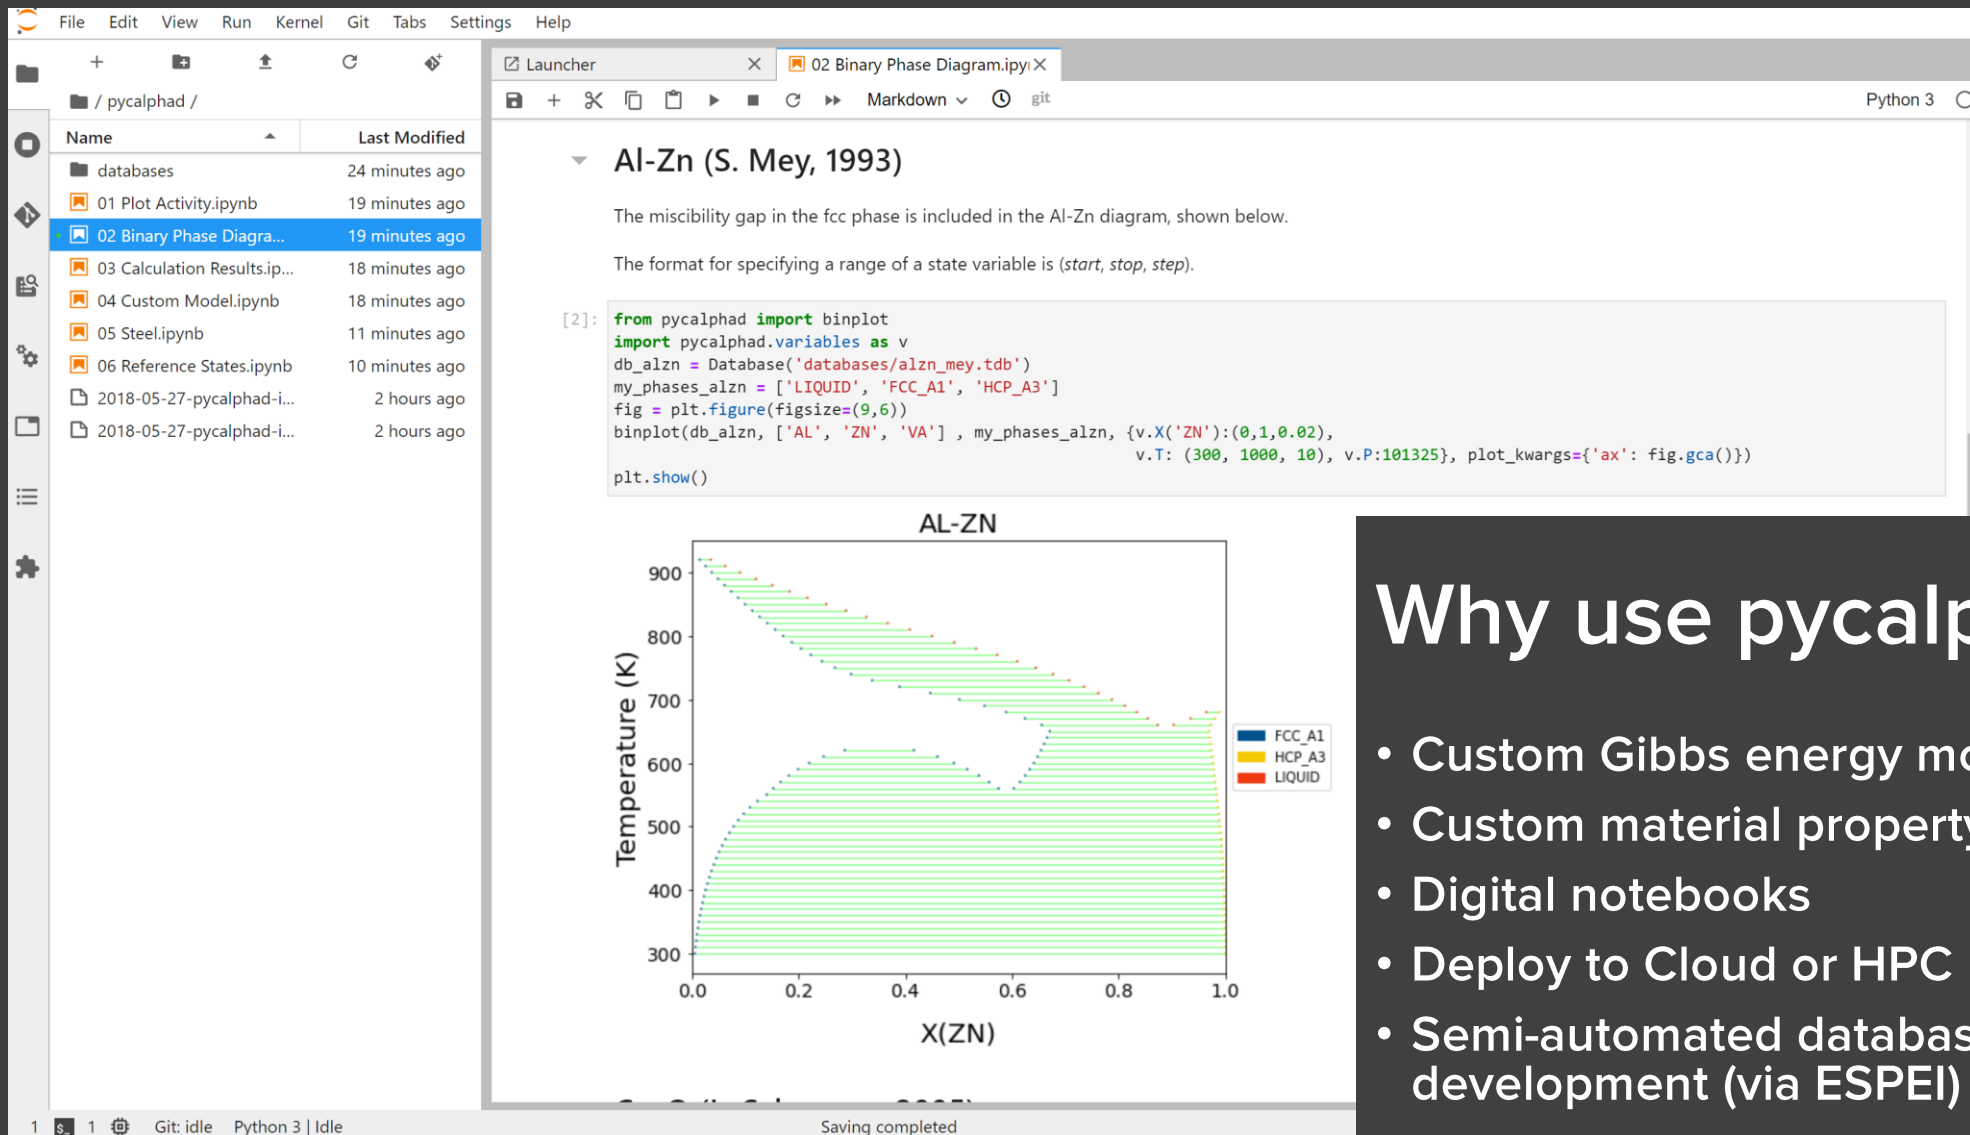 File Edit View Run Kernel Git Tabs Settings Help
/ pycalphad /
Name Last Modified
databases 24 minutes ago
01 Plot Activity.ipynb 19 minutes ago
02 Binary Phase Diagra... 19 minutes ago
03 Calculation Results.ip... 18 minutes ago
04 Custom Model.ipynb 18 minutes ago
05 Steel.ipynb 11 minutes ago
06 Reference States.ipynb 10 minutes ago
2018-05-27-pycalphad-i... 2 hours ago
2018-05-27-pycalphad-i... 2 hours ago
Launcher 02 Binary Phase Diagram.ipy
Markdown git Python 3
Al-Zn (S. Mey, 1993)
The miscibility gap in the fcc phase is included in the Al-Zn diagram, shown below.
The format for specifying a range of a state variable is (start, stop, step).
[2]: from pycalphad import binplot
import pycalphad.variables as v
db_alzn = Database('databases/alzn_mey.tdb')
my_phases_alzn = ['LIQUID', 'FCC_A1', 'HCP_A3']
fig = plt.figure(figsize=(9,6))
binplot(db_alzn, ['AL', 'ZN', 'VA'] , my_phases_alzn, {v.X('ZN'):(0,1,0.02),
v.T: (300, 1000, 10), v.P:101325}, plot_kwargs={'ax': fig.gca()})
plt.show()
AL-ZN
900
800
700
600
500
400
300
Temperature (K)
0.0 0.2 0.4 0.6 0.8 1.0
X(ZN)
FCC_A1
HCP_A3
LIQUID
Why use pycalp
• Custom Gibbs energy mo
• Custom material property
• Digital notebooks
• Deploy to Cloud or HPC
• Semi-automated databas
development (via ESPEI)
1 $_ 1 Git: idle Python 3 | Idle Saving completed